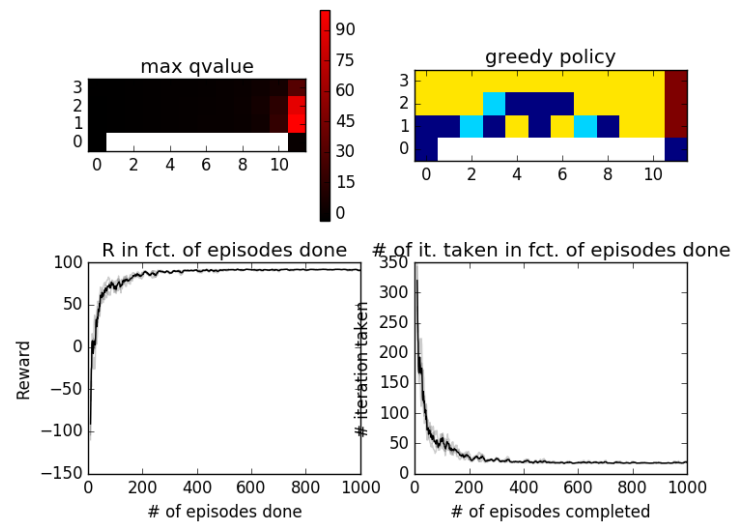 max qvalue
3
2
1
0
0 2 4 6 8 10
90
75
60
45
30
15
0
greedy policy
3
2
1
0
0 2 4 6 8 10
R in fct. of episodes done
Reward
100
50
0
−50
−100
−150
0 200 400 600 800 1000
# of episodes done
# of it. taken in fct. of episodes done
# iteration taken
350
300
250
200
150
100
50
0
0 200 400 600 800 1000
# of episodes completed